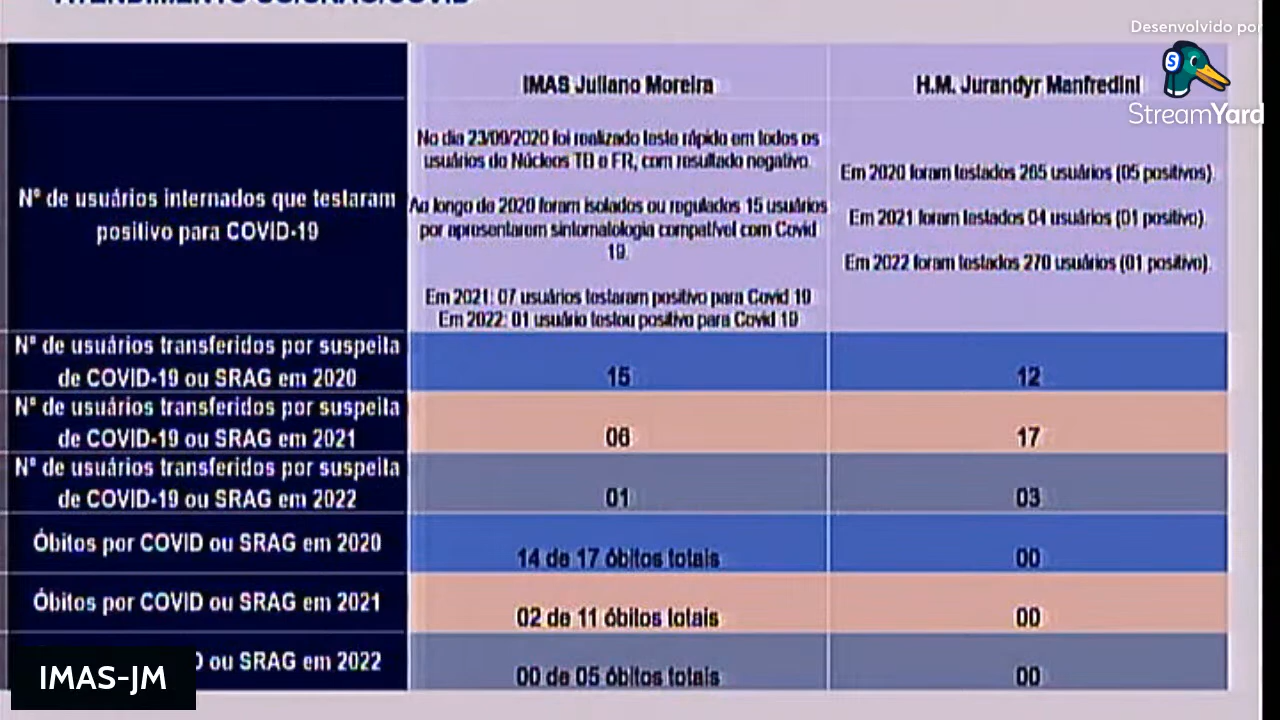 Desenvolvido por
StreamYard
IMAS Juliano Moreira
H.M. Jurandyr Manfredini
Nº de usuários internados que testaram
positivo para COVID-19
No dia 23/09/2020 foi realizado teste rápido em todos os
usuários do Núcleos TB e FR, com resultado negativo.
Ao longo de 2020 foram isolados ou regulados 15 usuários
por apresentarem sintomatologia compatível com Covid
19.
Em 2021: 07 usuários testaram positivo para Covid 19
Em 2022: 01 usuário testou positivo para Covid 19
Em 2020 foram testados 265 usuários (05 positivos).
Em 2021 foram testados 04 usuários (01 positivo).
Em 2022 foram testados 270 usuários (01 positivo).
Nº de usuários transferidos por suspeita
de COVID-19 ou SRAG em 2020
15
12
Nº de usuários transferidos por suspeita
de COVID-19 ou SRAG em 2021
06
17
Nº de usuários transferidos por suspeita
de COVID-19 ou SRAG em 2022
01
03
Óbitos por COVID ou SRAG em 2020
14 de 17 óbitos totais
00
Óbitos por COVID ou SRAG em 2021
02 de 11 óbitos totais
00
ou SRAG em 2022
00 de 05 óbitos totais
00
IMAS-JM